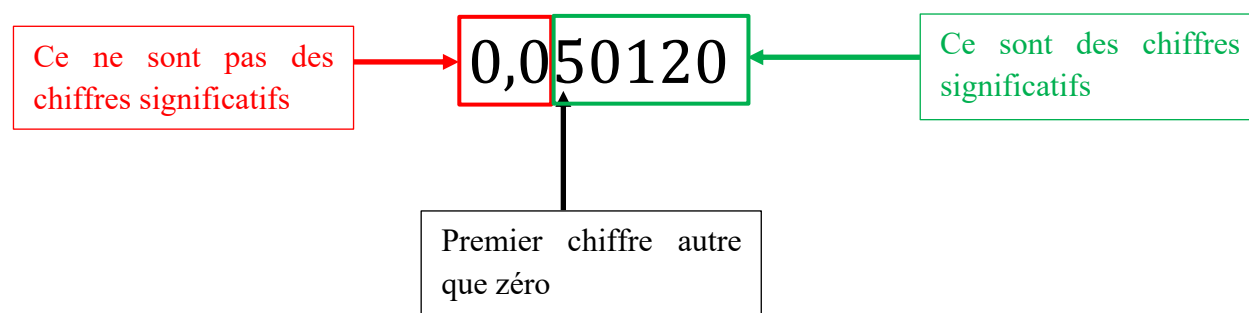 Ce ne sont pas des
chiffres significatifs
0,050120
Ce sont des chiffres
significatifs
Premier chiffre autre
que zéro